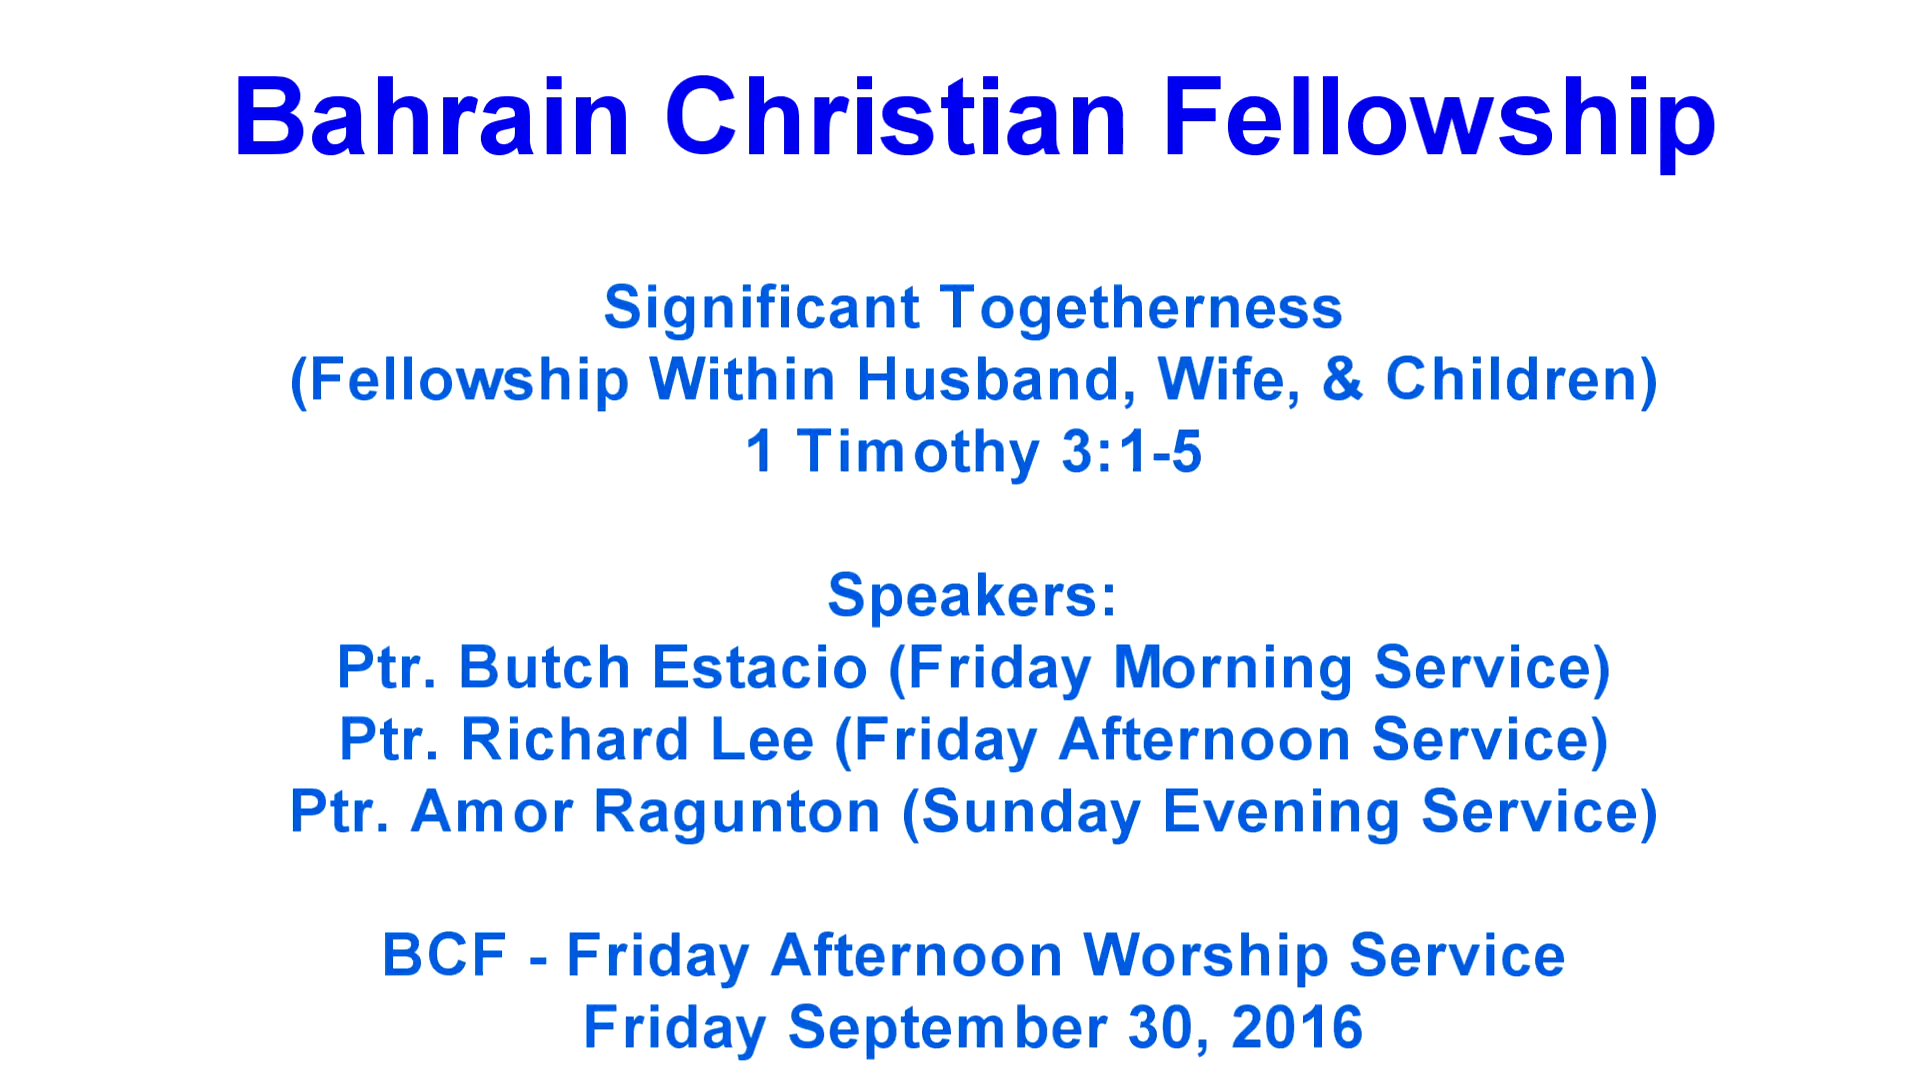 Bahrain Christian Fellowship
Significant Togetherness
(Fellowship Within Husband, Wife, & Children)
1 Timothy 3:1-5
Speakers:
Ptr. Butch Estacio (Friday Morning Service)
Ptr. Richard Lee (Friday Afternoon Service)
Ptr. Amor Ragunton (Sunday Evening Service)
BCF - Friday Afternoon Worship Service
Friday September 30, 2016